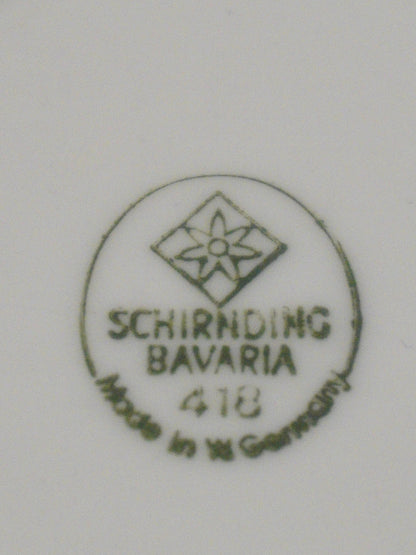 SCHIRNDING
BAVARIA
418
Made in W. Germany